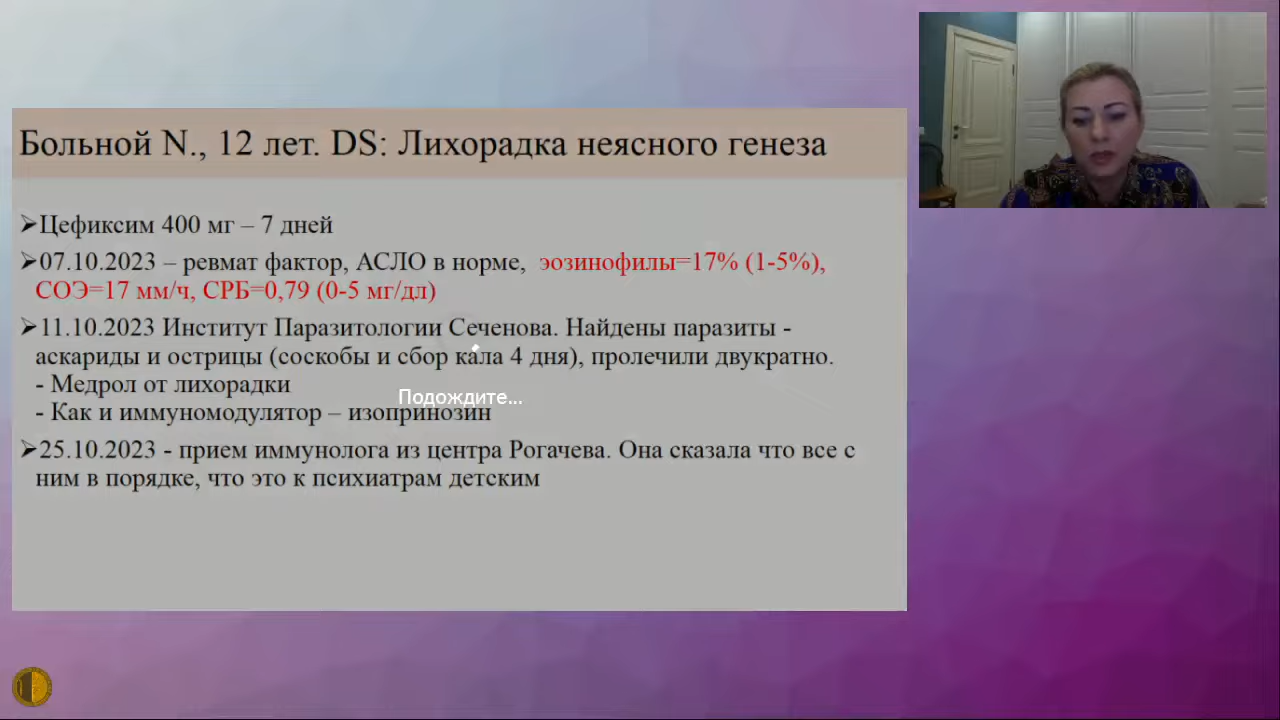 Больной N., 12 лет. DS: Лихорадка неясного генеза
➢Цефиксим 400 мг – 7 дней
➢07.10.2023 – ревмат фактор, АСЛО в норме, эозинофилы=17% (1-5%),
СОЭ=17 мм/ч, СРБ=0,79 (0-5 мг/дл)
➢11.10.2023 Институт Паразитологии Сеченова. Найдены паразиты -
аскариды и острицы (соскобы и сбор кала 4 дня), пролечили двукратно.
- Медрол от лихорадки
Подождите...
- Как и иммуномодулятор – изопринозин
➢25.10.2023 - прием иммунолога из центра Рогачева. Она сказала что все с
ним в порядке, что это к психиатрам детским